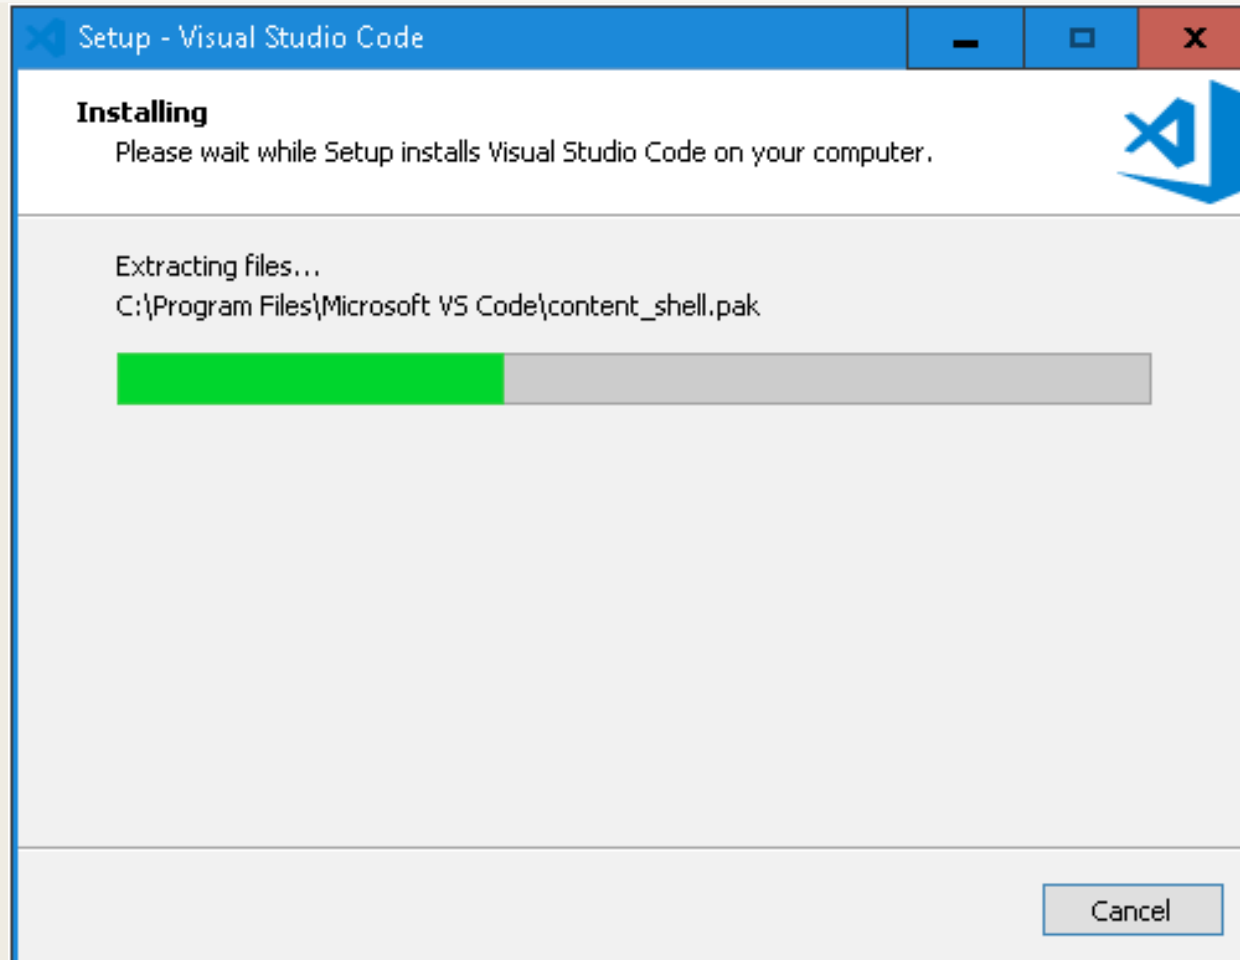 Setup - Visual Studio Code
Installing
Please wait while Setup installs Visual Studio Code on your computer.
Extracting files...
C:\Program Files\Microsoft VS Code\content_shell.pak
Cancel